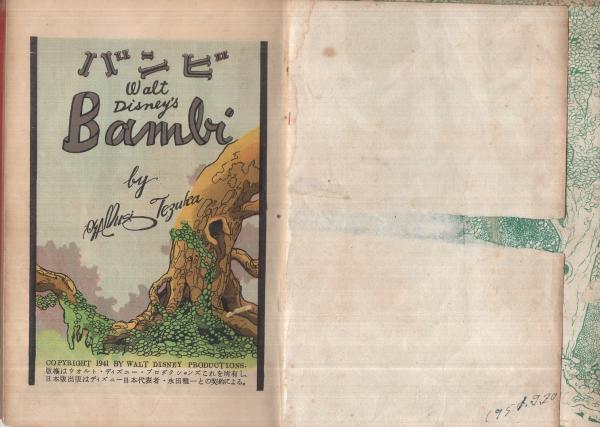 バンビ
Walt
Disney's
Bambi
by
Osamusi Tezuka
COPYRIGHT 1941 BY WALT DISNEY PRODUCTIONS.
版権はウオルト・ディズニー・プロダクションズこれを所有し、
日本版出版はディズニー日本代表者・永田雅一との契約による。